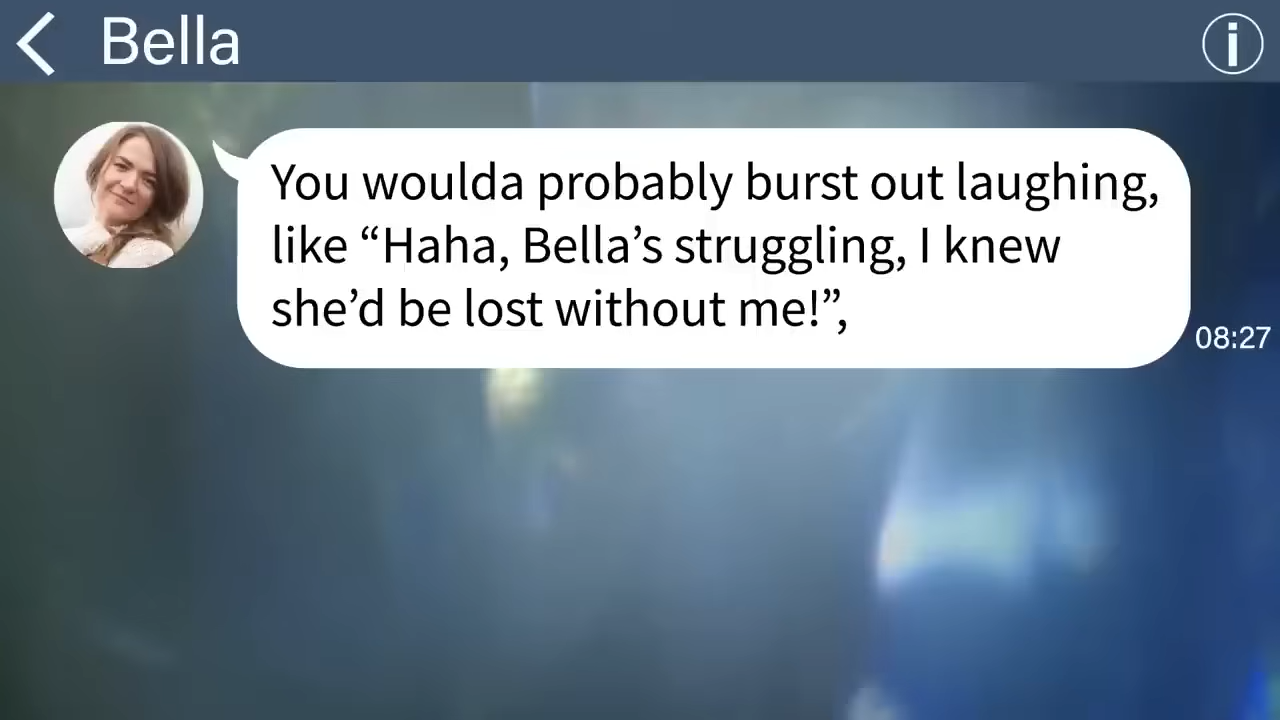 Bella
i
You woulda probably burst out laughing,
like “Haha, Bella’s struggling, I knew
she’d be lost without me!”,
08:27